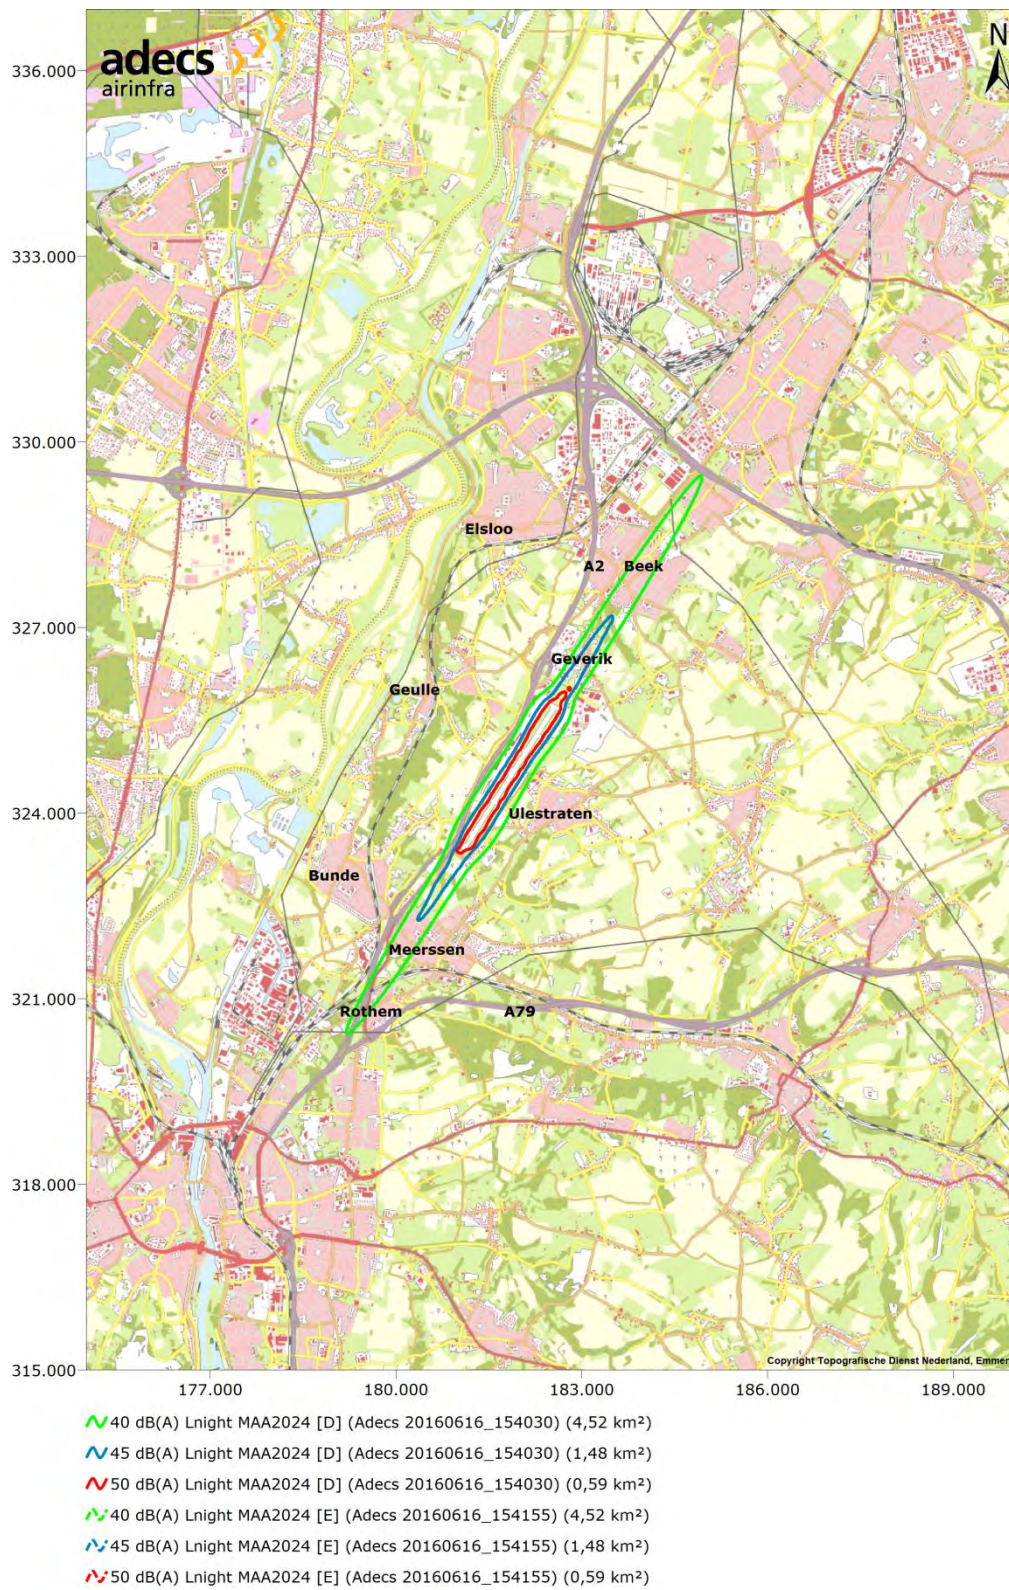 adecs
airinfra
N
336.000
333.000
330.000
Elsloo
A2
Beek
327.000
Geverik
Geulle
324.000
Ulestraten
Bunde
Meerssen
321.000
Rothem
A79
318.000
315.000
Copyright Topografische Dienst Nederland, Emmen
177.000
180.000
183.000
186.000
189.000
40 dB(A) Lnight MAA2024 [D] (Adecs 20160616_154030) (4,52 km²)
45 dB(A) Lnight MAA2024 [D] (Adecs 20160616_154030) (1,48 km²)
50 dB(A) Lnight MAA2024 [D] (Adecs 20160616_154030) (0,59 km²)
40 dB(A) Lnight MAA2024 [E] (Adecs 20160616_154155) (4,52 km²)
45 dB(A) Lnight MAA2024 [E] (Adecs 20160616_154155) (1,48 km²)
50 dB(A) Lnight MAA2024 [E] (Adecs 20160616_154155) (0,59 km²)